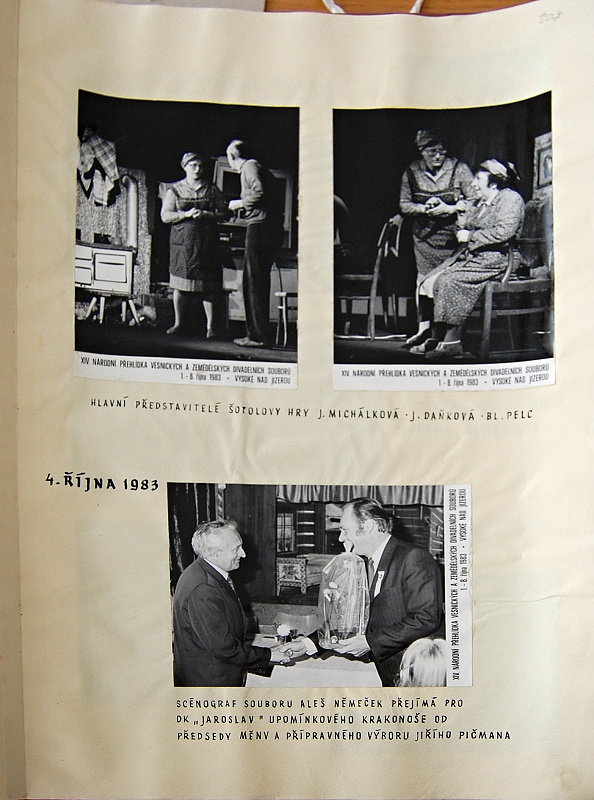 308
XIV. NÁRODNÍ PŘEHLÍDKA VESNICKÝCH A ZEMĚDĚLSKÝCH DIVADELNÍCH SOUBORŮ
1.-8. října 1983 • VYSOKÉ NAD JIZEROU
XIV. NÁRODNÍ PŘEHLÍDKA VESNICKÝCH A ZEMĚDĚLSKÝCH DIVADELNÍCH SOUBORŮ
1.-8. října 1983 • VYSOKÉ NAD JIZEROU
HLAVNÍ PŘEDSTAVITELÉ ŠOTOLOVY HRY J. MICHÁLKOVÁ · J. DAŇKOVÁ · BL. PELC
4. ŘÍJNA 1983
XIV. NÁRODNÍ PŘEHLÍDKA VESNICKÝCH A ZEMĚDĚLSKÝCH DIVADELNÍCH SOUBORŮ
1.-8. října 1983 • VYSOKÉ NAD JIZEROU
SCÉNOGRAF SOUBORU ALEŠ NĚMEČEK PŘEJÍMÁ PRO
DK „JAROSLAV" UPOMÍNKOVÉHO KRAKONOŠE OD
PŘEDSEDY MĚNV A PŘÍPRAVNÉHO VÝBORU JIŘÍHO PIČMANA